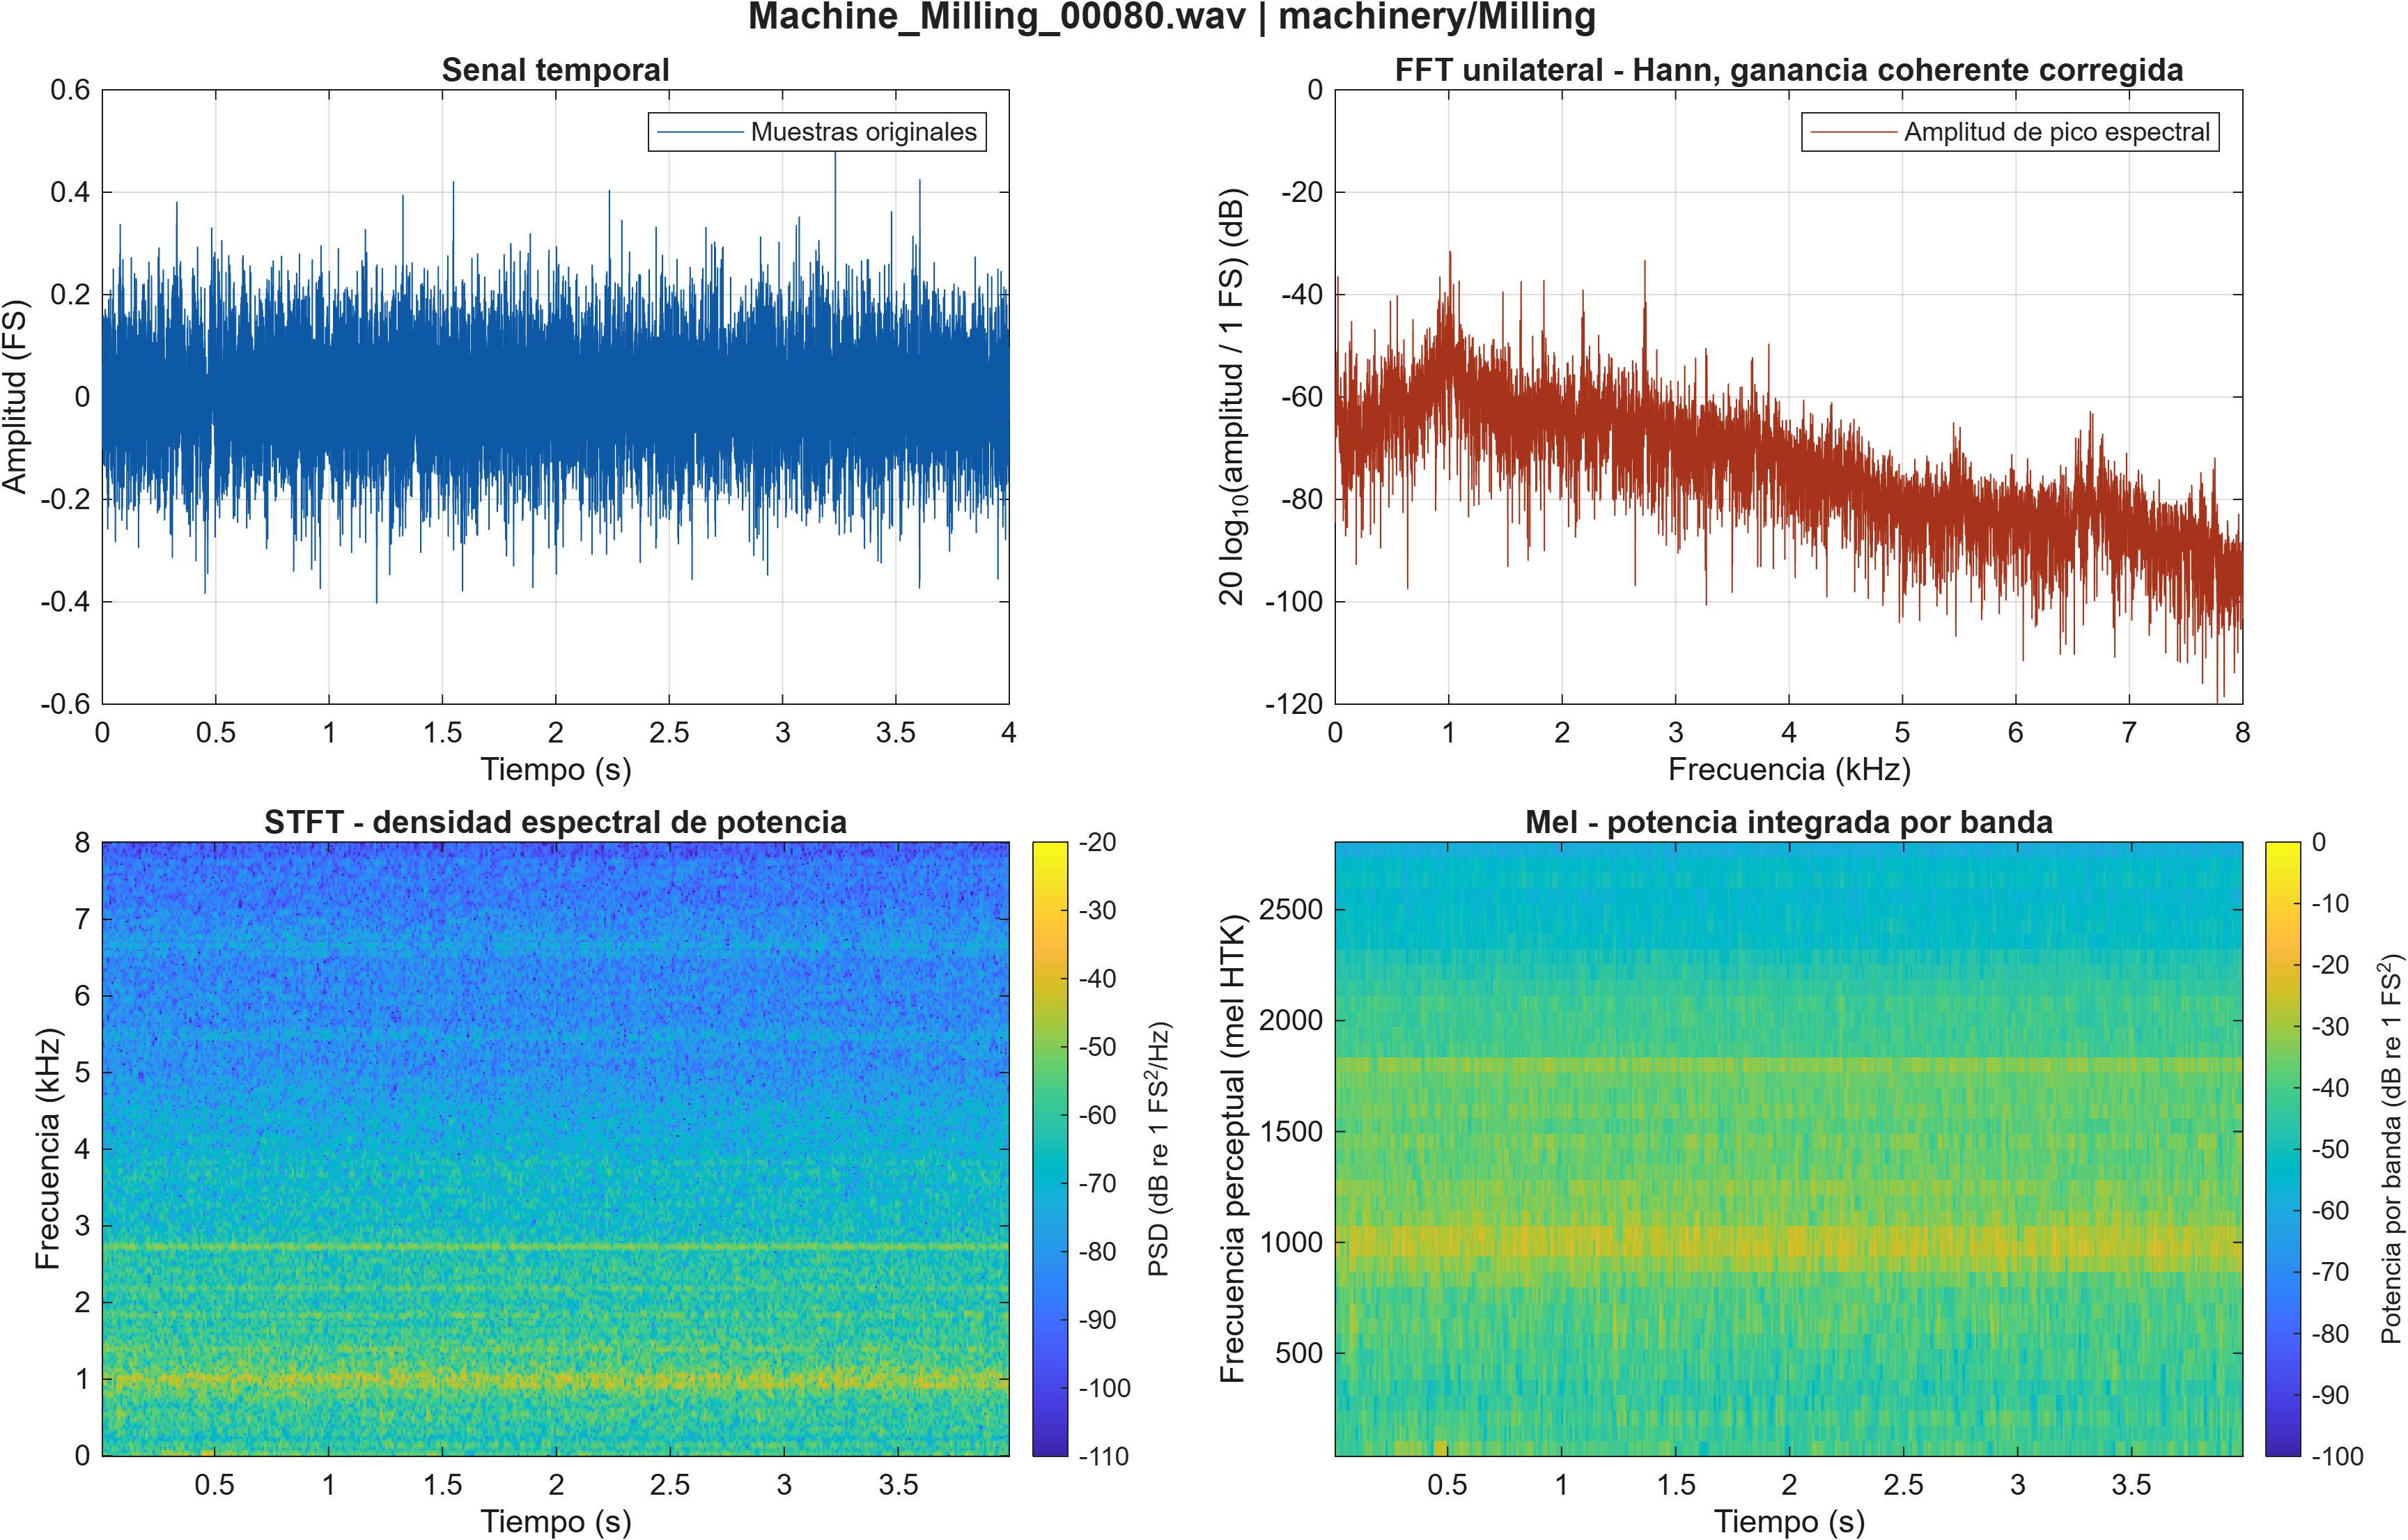 Machine_Milling_00080.wav | machinery/Milling
Senal temporal
0.6
0.4
0.2
0
-0.2
-0.4
-0.6
Amplitud (FS)
Muestras originales
0 0.5 1 1.5 2 2.5 3 3.5 4
Tiempo (s)
FFT unilateral - Hann, ganancia coherente corregida
0
-20
-40
-60
-80
-100
-120
20 log10(amplitud / 1 FS) (dB)
Amplitud de pico espectral
0 1 2 3 4 5 6 7 8
Frecuencia (kHz)
STFT - densidad espectral de potencia
8
7
6
5
4
3
2
1
0
Frecuencia (kHz)
0.5 1 1.5 2 2.5 3 3.5
Tiempo (s)
-20
-30
-40
-50
-60
-70
-80
-90
-100
-110
PSD (dB re 1 FS²/Hz)
Mel - potencia integrada por banda
2500
2000
1500
1000
500
Frecuencia perceptual (mel HTK)
0.5 1 1.5 2 2.5 3 3.5
Tiempo (s)
0
-10
-20
-30
-40
-50
-60
-70
-80
-90
-100
Potencia por banda (dB re 1 FS²)